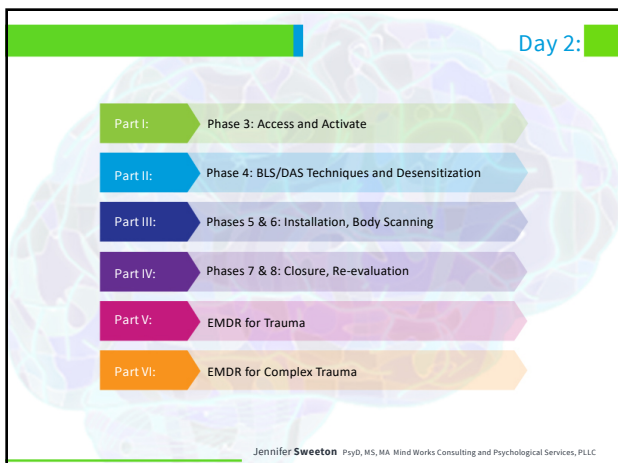 Day 2:
Part I: Phase 3: Access and Activate
Part II: Phase 4: BLS/DAS Techniques and Desensitization
Part III: Phases 5 & 6: Installation, Body Scanning
Part IV: Phases 7 & 8: Closure, Re-evaluation
Part V: EMDR for Trauma
Part VI: EMDR for Complex Trauma
Jennifer Sweeton PsyD, MS, MA Mind Works Consulting and Psychological Services, PLLC